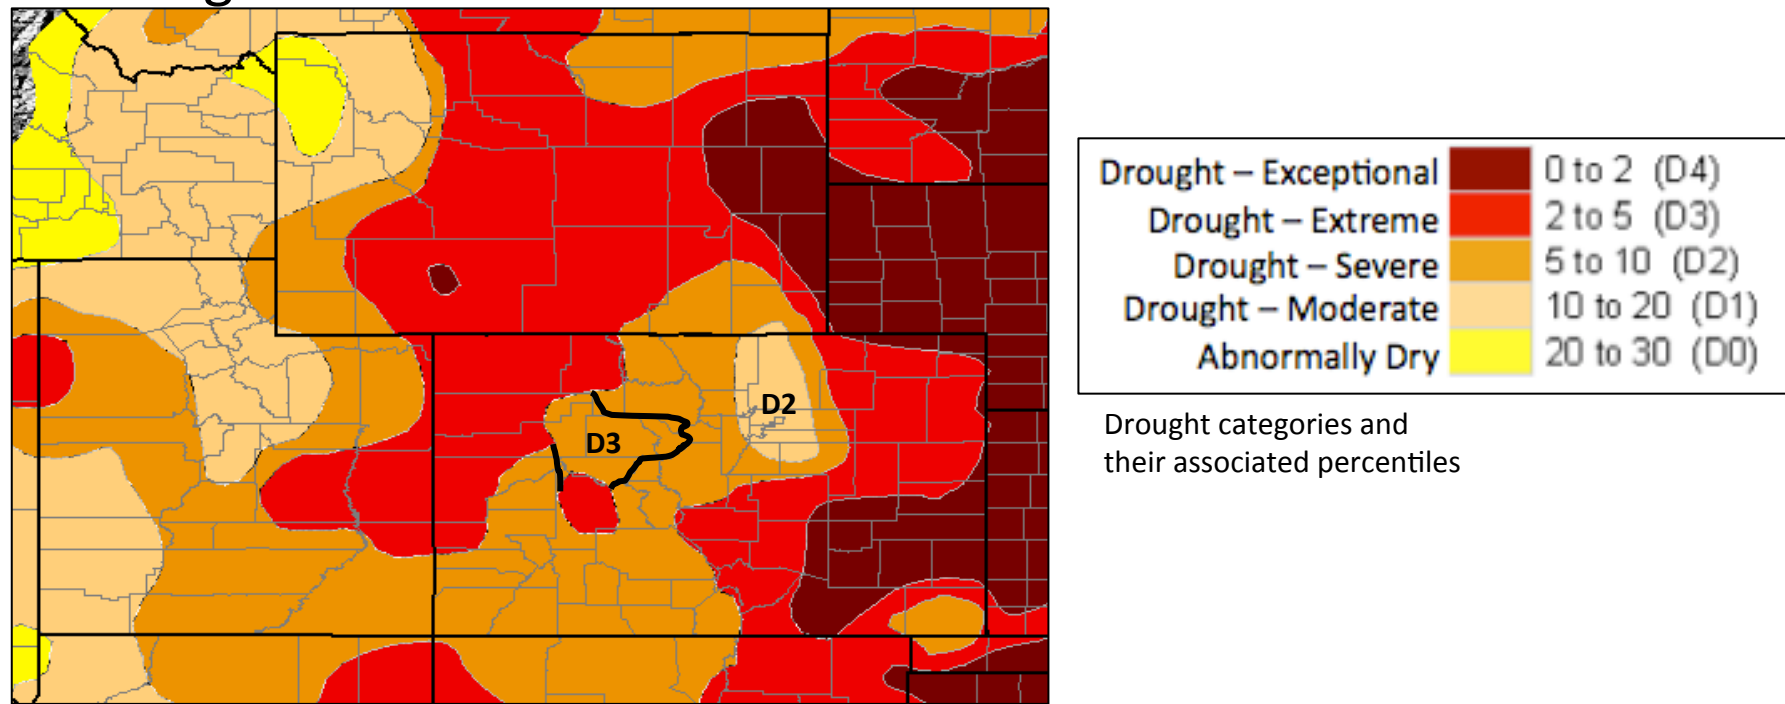 D2
D3
Drought – Exceptional 0 to 2 (D4)
Drought – Extreme 2 to 5 (D3)
Drought – Severe 5 to 10 (D2)
Drought – Moderate 10 to 20 (D1)
Abnormally Dry 20 to 30 (D0)
Drought categories and
their associated percentiles